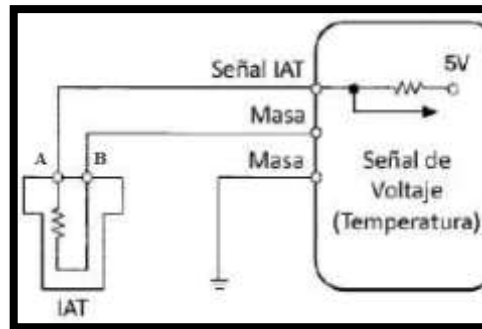 Señal IAT
5V
Masa
A
B
Masa
Señal de
Voltaje
(Temperatura)
IAT